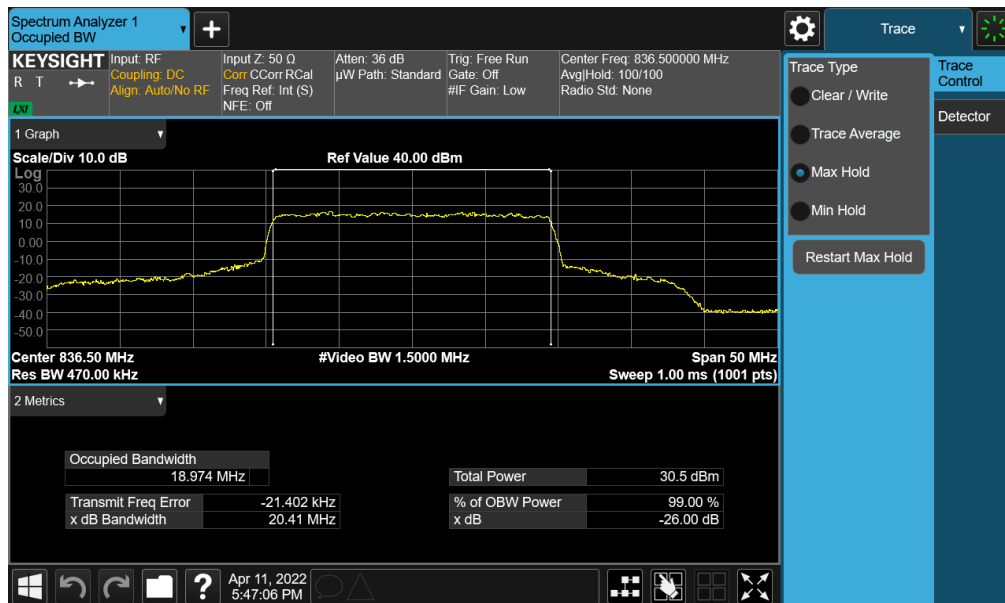 Spectrum Analyzer 1
Occupied BW
Trace
KEYSIGHT
R T
LXI
Input: RF
Coupling: DC
Align: Auto/No RF
Input Z: 50 Ω
Corr CCorr RCal
Freq Ref: Int (S)
NFE: Off
Atten: 36 dB
µW Path: Standard
Trig: Free Run
Gate: Off
#IF Gain: Low
Center Freq: 836.500000 MHz
Avg|Hold: 100/100
Radio Std: None
Trace Type
Clear / Write
Trace Average
Max Hold
Min Hold
Restart Max Hold
Trace
Control
Detector
1 Graph
Scale/Div 10.0 dB
Ref Value 40.00 dBm
Log
30.0
20.0
10.0
0.00
-10.0
-20.0
-30.0
-40.0
-50.0
Center 836.50 MHz
#Video BW 1.5000 MHz
Span 50 MHz
Res BW 470.00 kHz
Sweep 1.00 ms (1001 pts)
2 Metrics
Occupied Bandwidth
18.974 MHz
Total Power 30.5 dBm
Transmit Freq Error -21.402 kHz
% of OBW Power 99.00 %
x dB Bandwidth 20.41 MHz
x dB -26.00 dB
?
Apr 11, 2022
5:47:06 PM